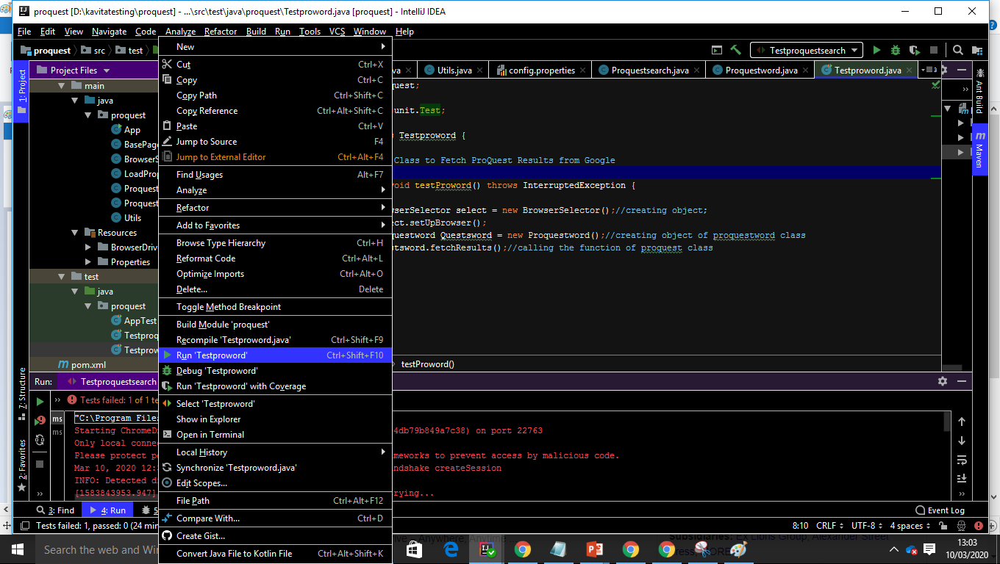 proquest [D:\kavitatesting\proquest] - ...\src\test\java\proquest\Testproword.java [proquest] - IntelliJ IDEA
File Edit View Navigate Code Analyze Refactor Build Run Tools VCS Window Help
proquest src test
Testproquestsearch
1: Project
Project Files
main
java
proquest
App
BasePag
BrowserS
LoadProp
Proquest
Proquest
Utils
Resources
BrowserDriv
Properties
test
java
proquest
AppTest
Testproq
Testprow
pom.xml
New
Cut Ctrl+X
Copy Ctrl+C
Copy Path Ctrl+Shift+C
Copy Reference Ctrl+Alt+Shift+C
Paste Ctrl+V
Jump to Source F4
Jump to External Editor Ctrl+Alt+F4
Find Usages Alt+F7
Analyze
Refactor
Add to Favorites
Browse Type Hierarchy Ctrl+H
Reformat Code Ctrl+Alt+L
Optimize Imports Ctrl+Alt+O
Delete... Delete
Toggle Method Breakpoint
Build Module 'proquest'
Recompile 'Testproword.java' Ctrl+Shift+F9
Run 'Testproword' Ctrl+Shift+F10
Debug 'Testproword'
Run 'Testproword' with Coverage
Select 'Testproword'
Show in Explorer
Open in Terminal
Local History
Synchronize 'Testproword.java'
Edit Scopes...
File Path Ctrl+Alt+F12
Compare With... Ctrl+D
Create Gist...
Convert Java File to Kotlin File Ctrl+Alt+Shift+K
va Utils.java config.properties Proquestsearch.java Proquestword.java Testproword.java 3
quest;
unit.Test;
Testproword {
Class to Fetch ProQuest Results from Google
oid testProword() throws InterruptedException {
wserSelector select = new BrowserSelector();//creating object;
ct.setUpBrowser();
questword Questsword = new Proquestword();//creating object of proquestword class
stsword.fetchResults();//calling the function of proquest class
testProword()
Ant Build
Maven
7: Structure
2: Favorites
Run: Testproquestsearch
Tests failed: 1 of 1 te
ms
ms
"C:\Program Files
Starting ChromeDr 4db79b849a7c38) on port 22763
Only local connec
Please protect po meworks to prevent access by malicious code.
Mar 10, 2020 12: ndshake createSession
INFO: Detected di
[1583843953.947] rying...
3: Find 4: Run 5 Event Log
Tests failed: 1, passed: 0 (24 min 8:10 CRLF UTF-8 4 spaces
Search the web and Win
Anywhere, Anytime
Subsidiaries: Ex Libris Group, Alexander Street
13:03
10/03/2020